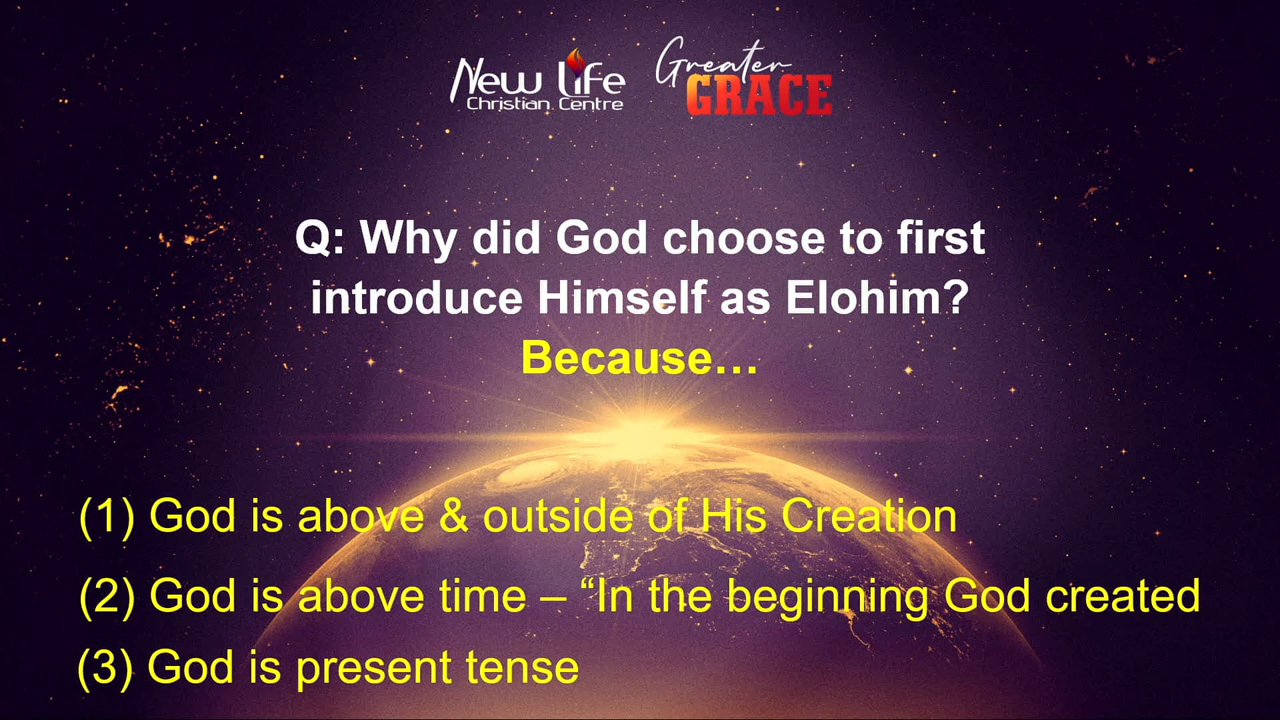 New Life
Christian Centre
Greater
GRACE
Q: Why did God choose to first
introduce Himself as Elohim?
Because…
(1) God is above & outside of His Creation
(2) God is above time – “In the beginning God created
(3) God is present tense